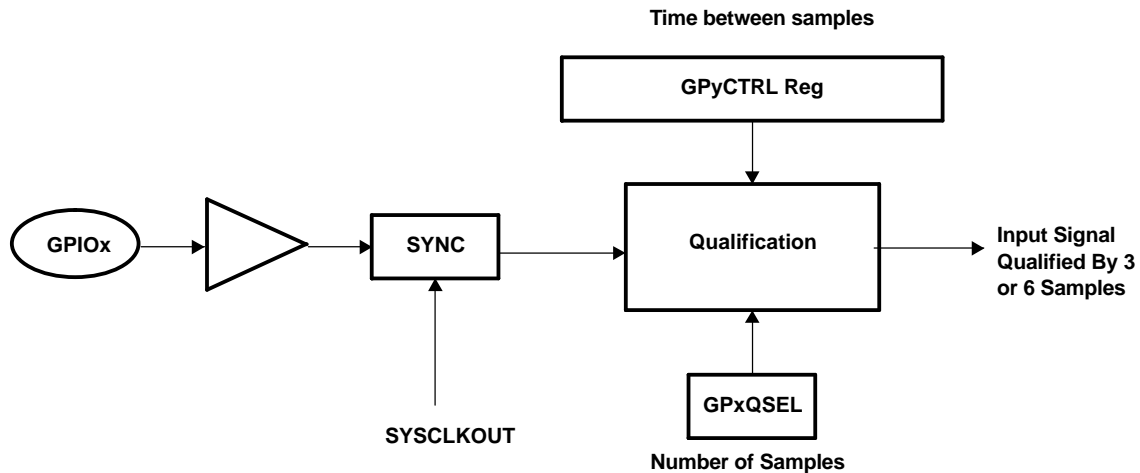 Time between samples
GPyCTRL Reg
GPIOx
SYNC
Qualification
Input Signal
Qualified By 3
or 6 Samples
GPxQSEL
SYSCLKOUT
Number of Samples